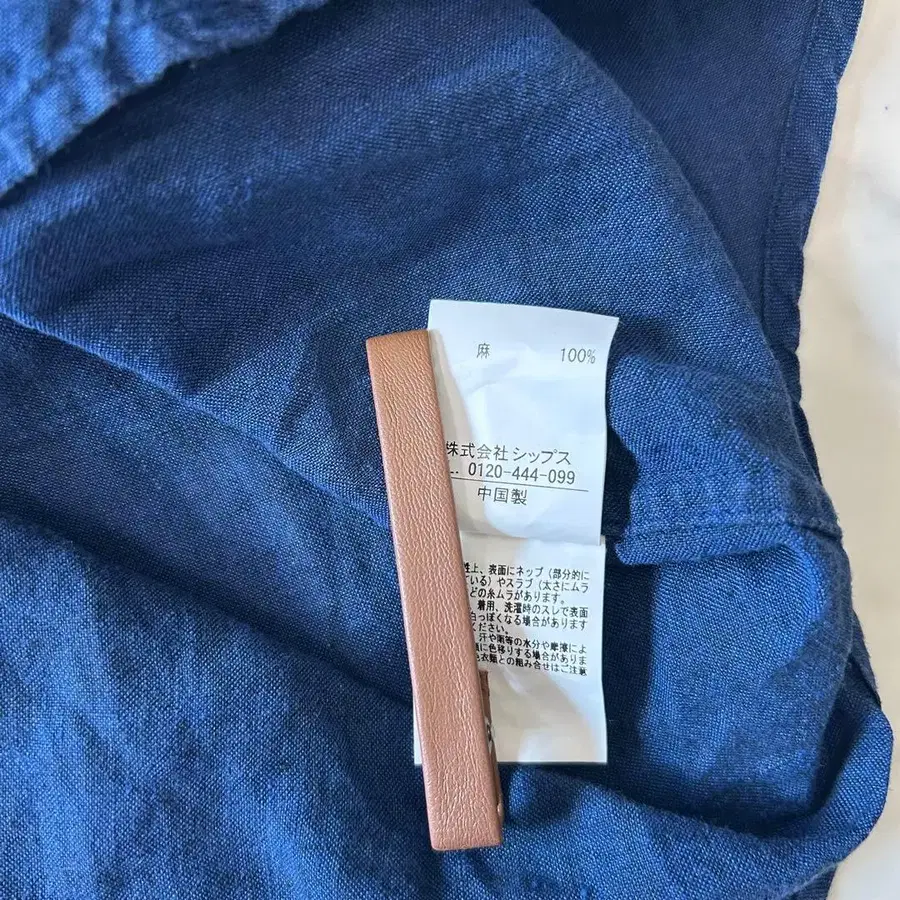 麻 100%
株式会社シップス
. 0120-444-099
中国製
性上、表面にネップ(部分的に
ている)やスラブ(太さにムラ
どの糸ムラがあります。
、着用、洗濯時のスレで表面
白っぽくなる場合があります
ください。
汗や雨等の水分や摩擦によ
に色移りする場合がありま
色衣類との組み合せはご注意